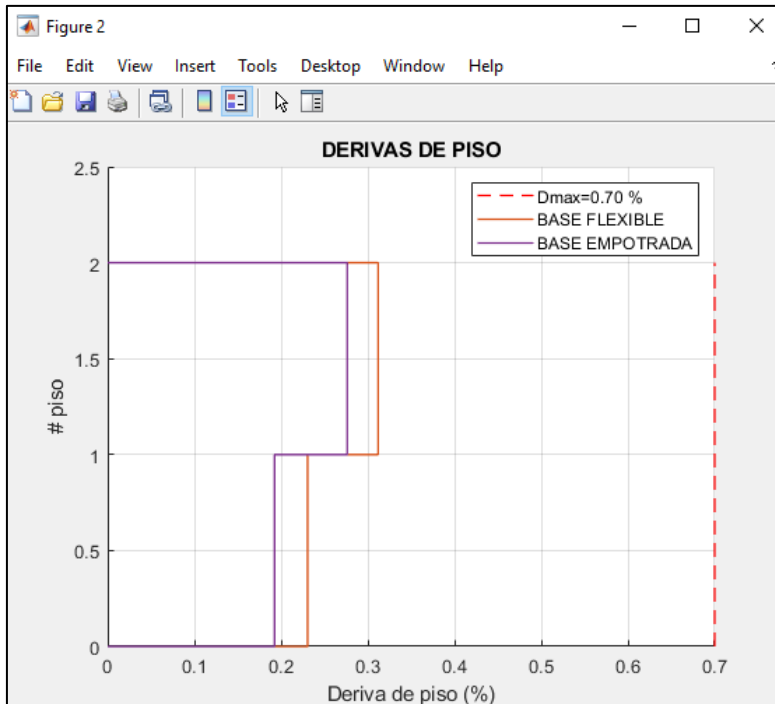 Figure 2
File Edit View Insert Tools Desktop Window Help
DERIVAS DE PISO
Dmax=0.70 %
BASE FLEXIBLE
BASE EMPOTRADA
2.5
2
1.5
1
0.5
0
# piso
0 0.1 0.2 0.3 0.4 0.5 0.6 0.7
Deriva de piso (%)